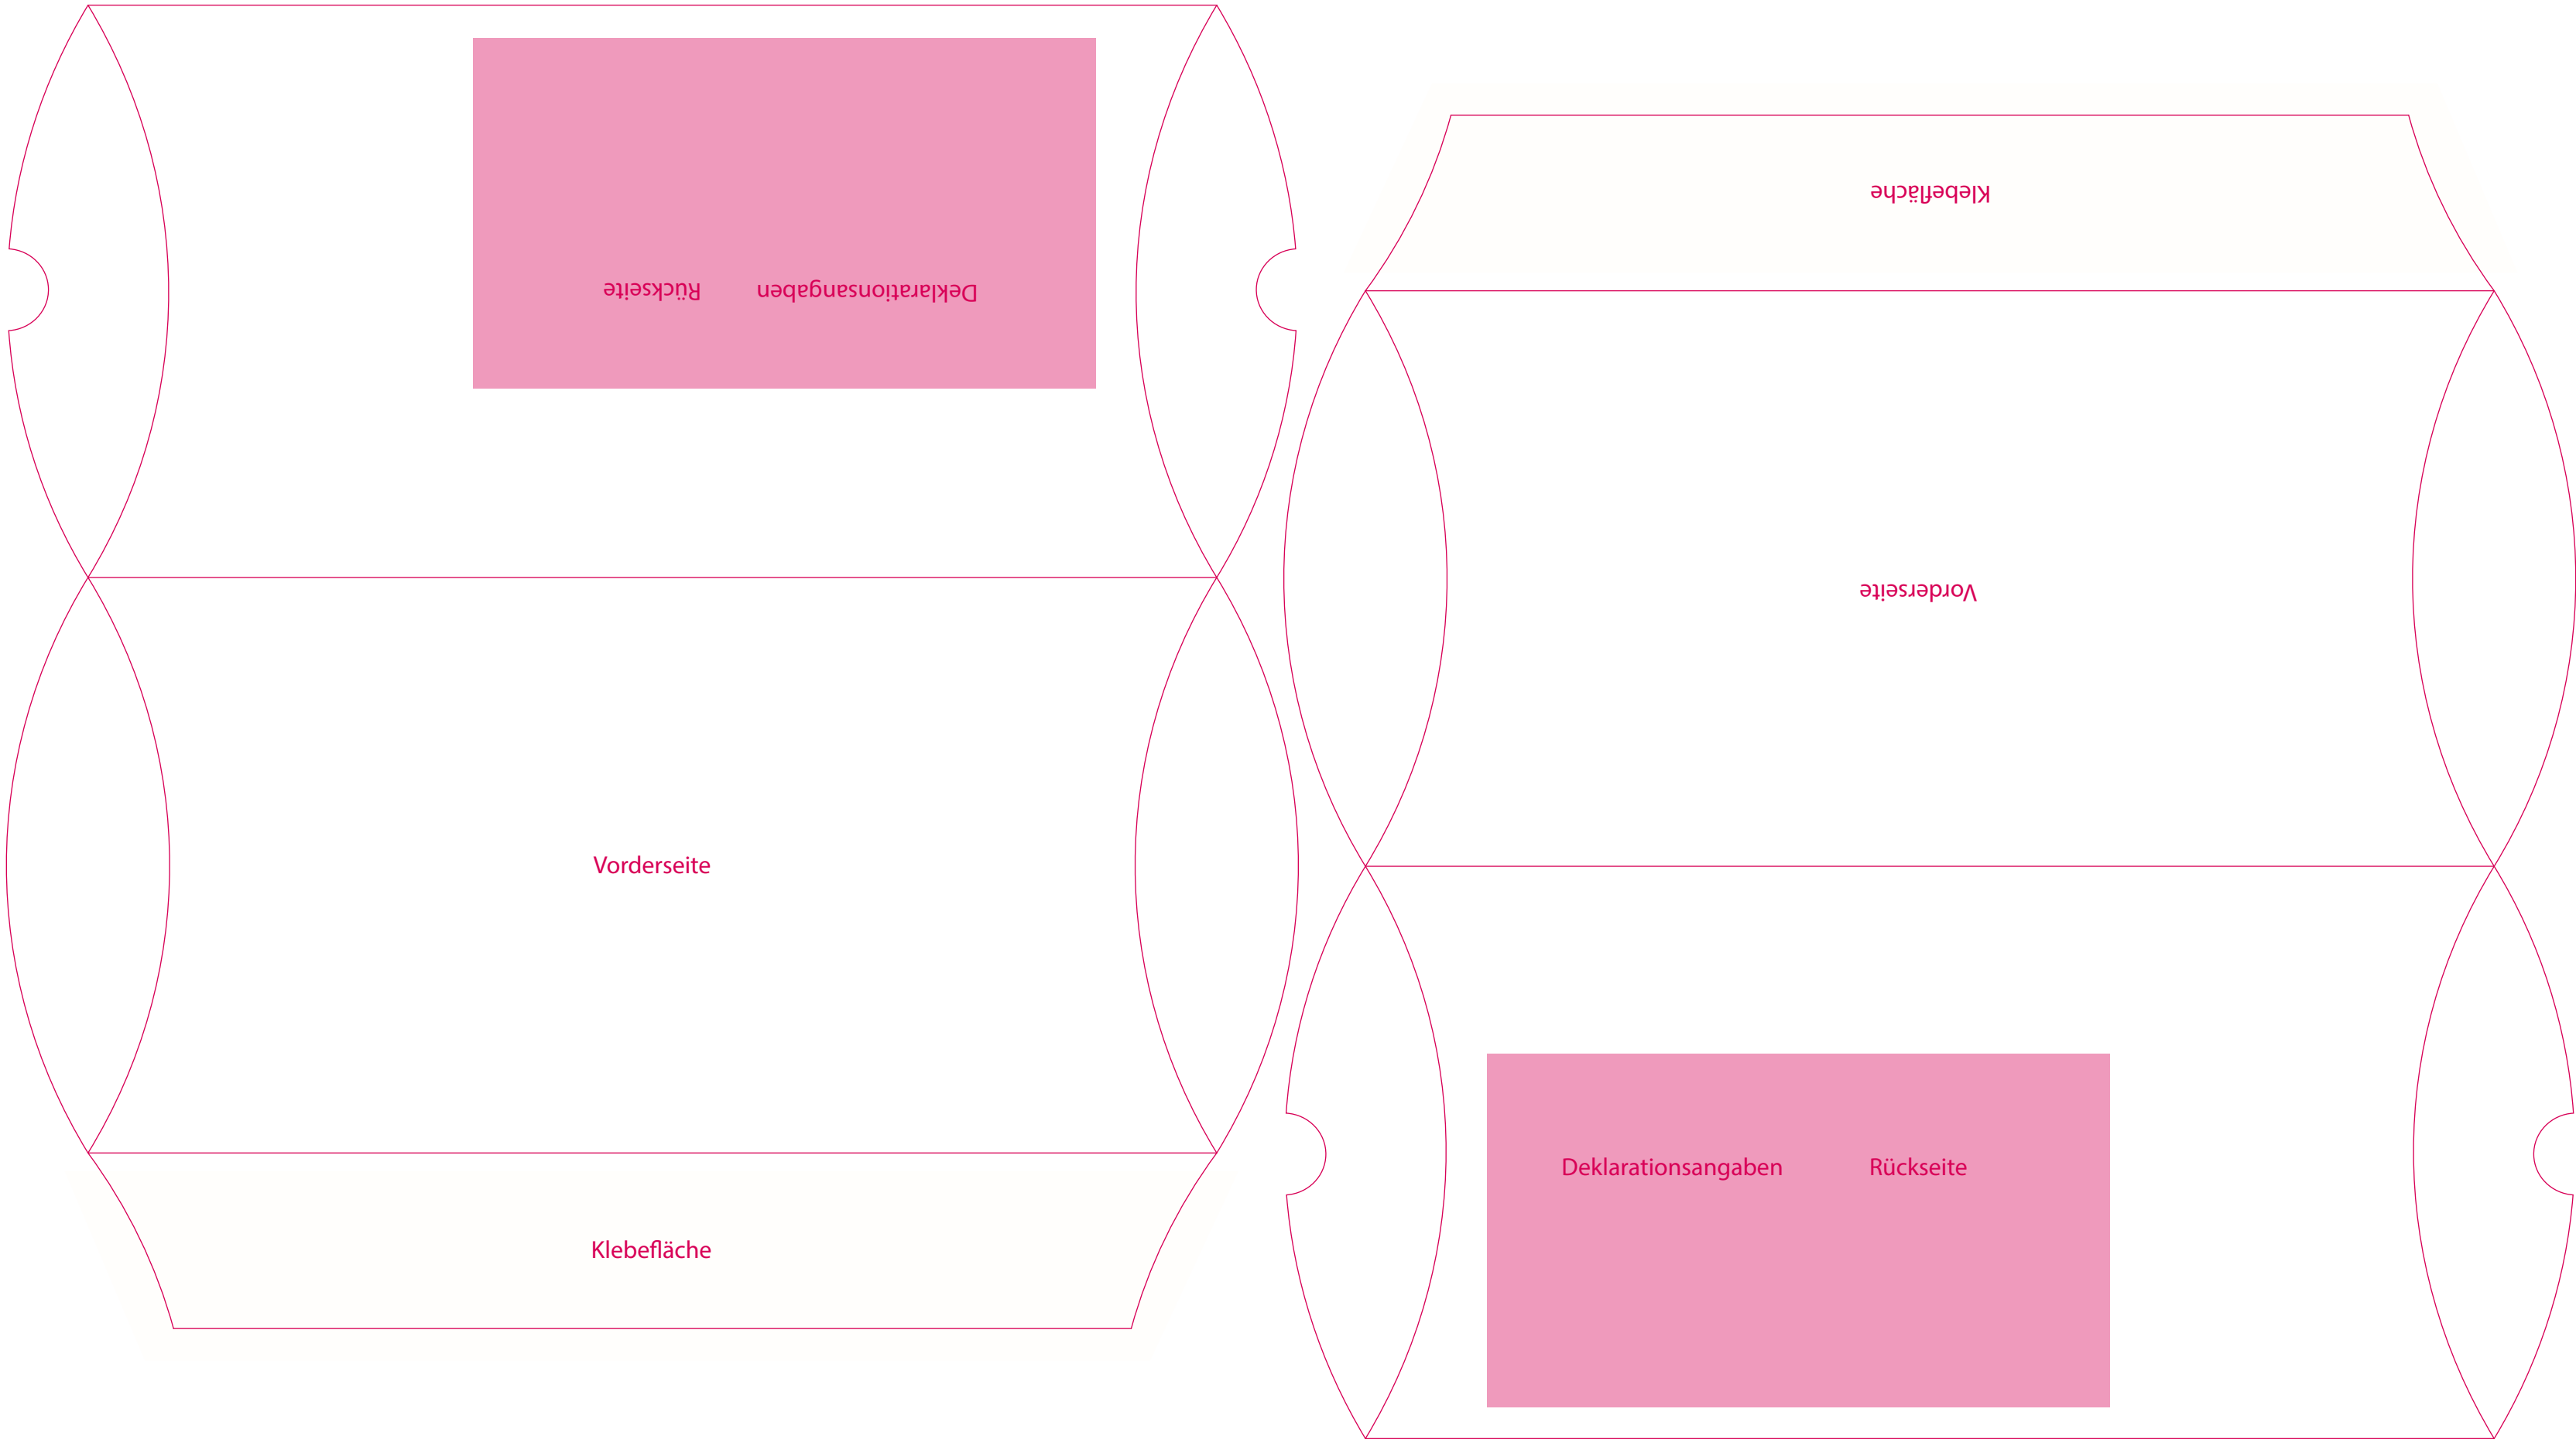 Rückseite Deklarationsangaben
Vorderseite
Klebefläche
Klebefläche
Vorderseite
Deklarationsangaben Rückseite